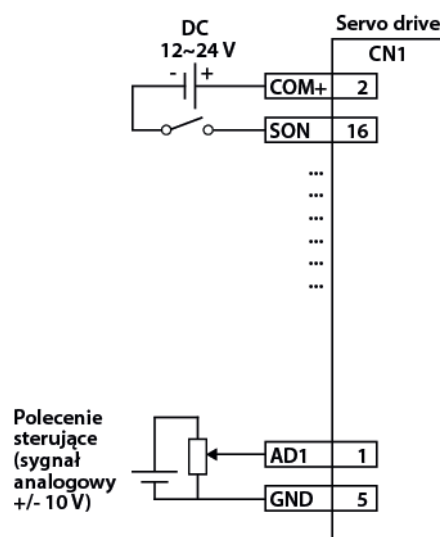 Servo drive
DC
12~24 V
CN1
- +
COM+ 2
SON 16
...
...
...
...
...
...
Polecenie
sterujące
(sygnał
analogowy
+/- 10 V)
AD1 1
GND 5